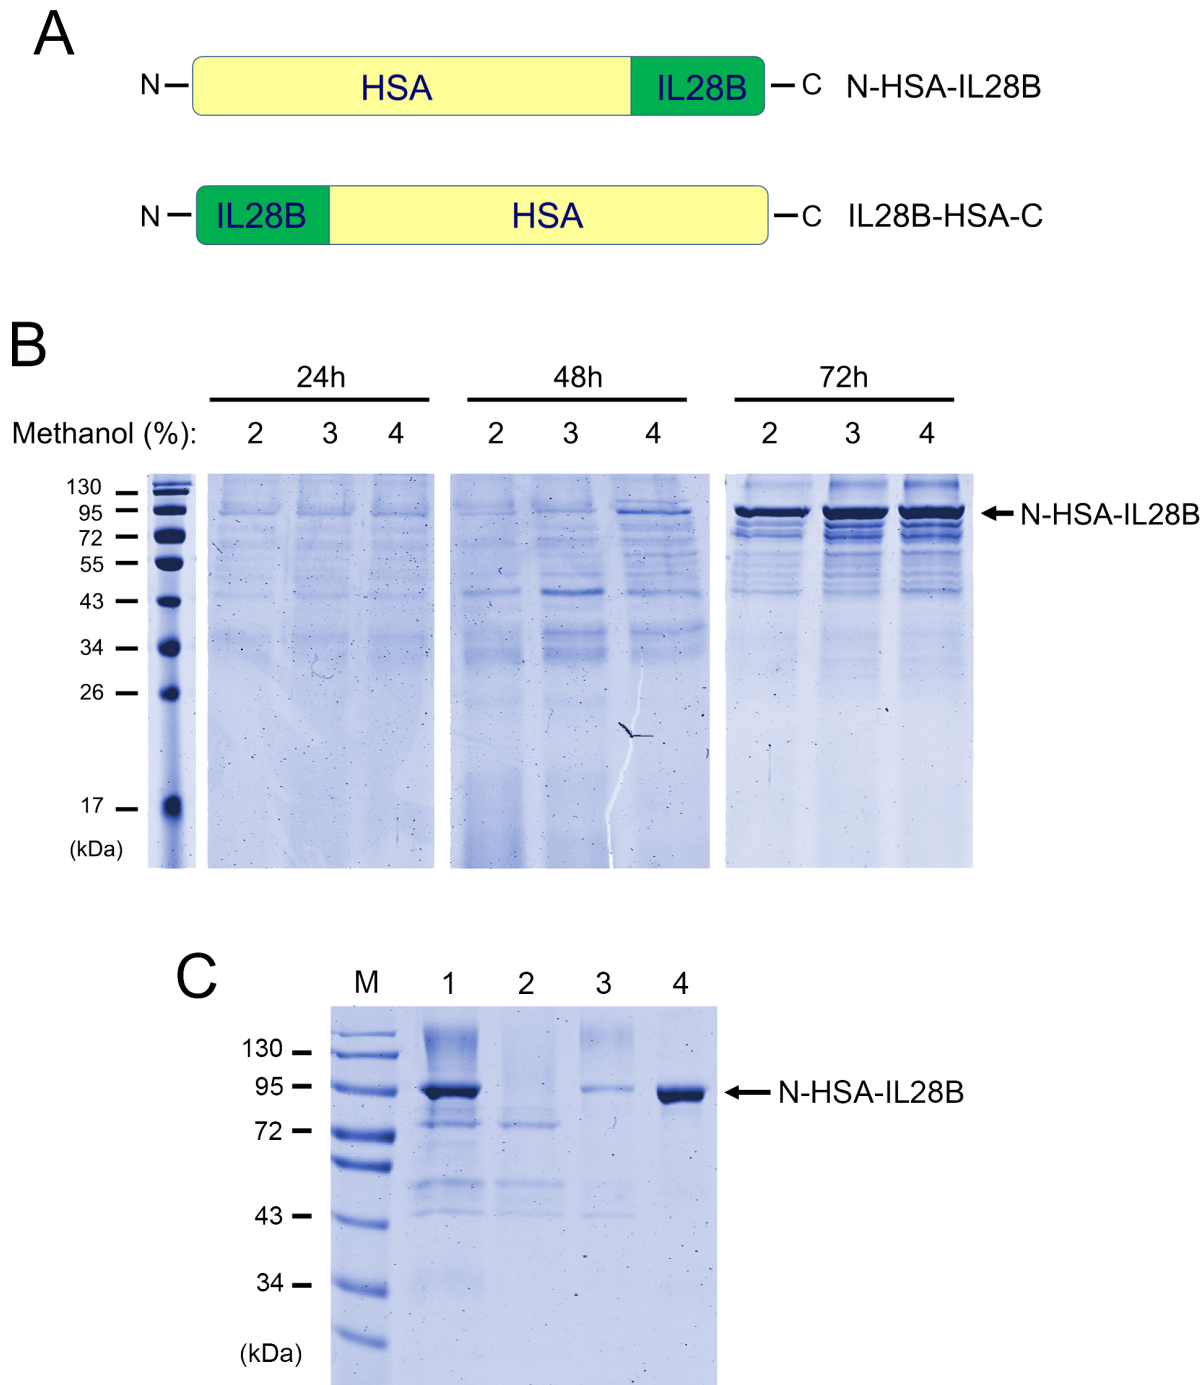 A
N HSA IL28B C N-HSA-IL28B
N IL28B HSA C IL28B-HSA-C
B
24h 48h 72h
Methanol (%): 2 3 4 2 3 4 2 3 4
130
95
N-HSA-IL28B
72
55
43
34
26
17
(kDa)
C
M 1 2 3 4
130
95
N-HSA-IL28B
72
43
34
(kDa)